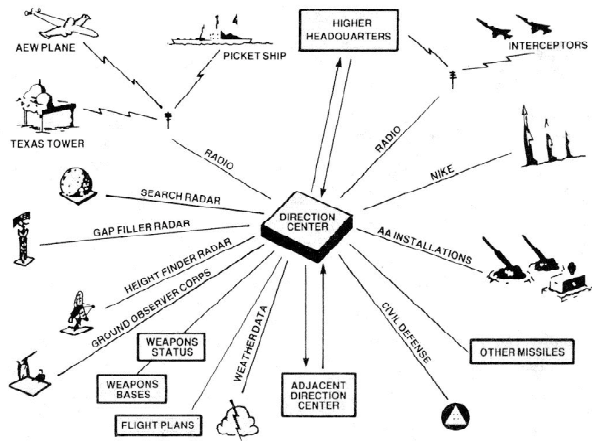 AEW PLANE
PICKET SHIP
HIGHER
HEADQUARTERS
INTERCEPTORS
TEXAS TOWER
RADIO
RADIO
NIKE
SEARCH RADAR
GAP FILLER RADAR
DIRECTION
CENTER
AA INSTALLATIONS
HEIGHT FINDER RADAR
GROUND OBSERVER CORPS
WEAPONS
STATUS
WEATHER DATA
CIVIL DEFENSE
OTHER MISSILES
WEAPONS
BASES
ADJACENT
DIRECTION
CENTER
FLIGHT PLANS